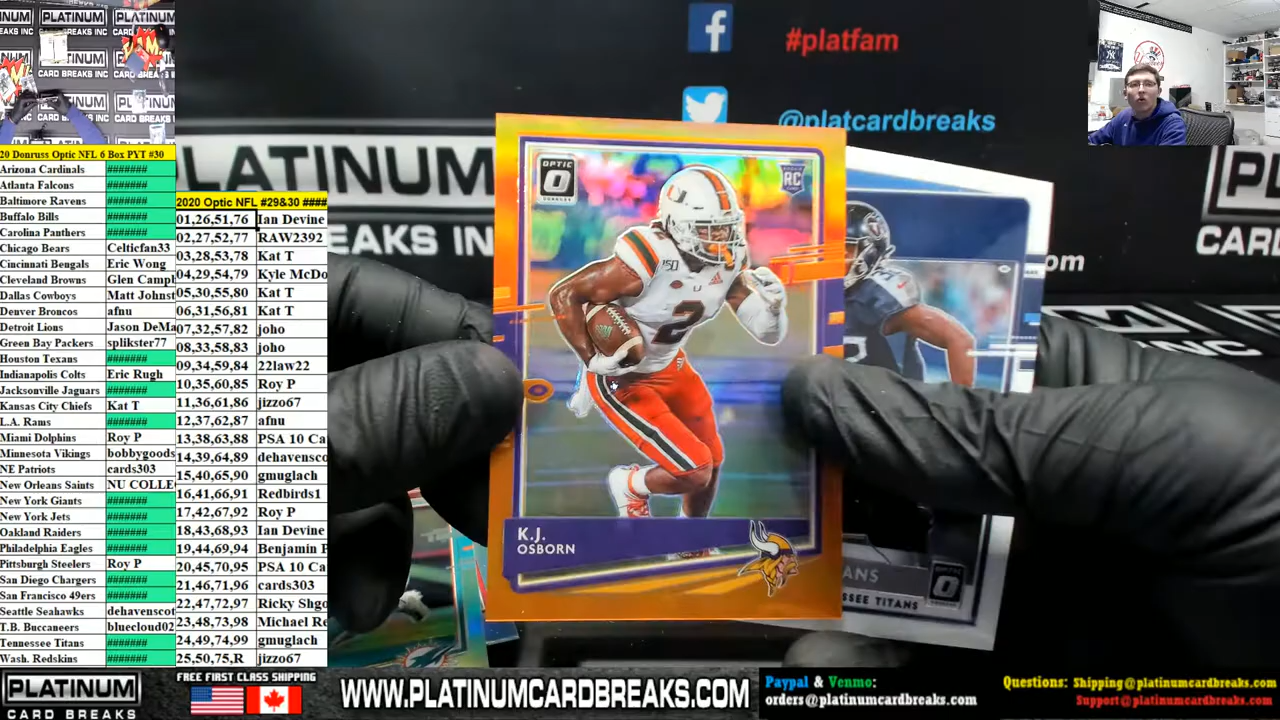 PLATINUM
CARD BREAKS INC
#platfam
@platcardbreaks
20 Donruss Optic NFL 6 Box PYT #30
Arizona Cardinals #######
Atlanta Falcons #######
Baltimore Ravens #######
Buffalo Bills #######
Carolina Panthers #######
Chicago Bears Celticfan33
Cincinnati Bengals Eric Wong
Cleveland Browns Glen Campl
Dallas Cowboys Matt Johnst
Denver Broncos afnu
Detroit Lions Jason DeMa
Green Bay Packers splikster77
Houston Texans #######
Indianapolis Colts Eric Rugh
Jacksonville Jaguars #######
Kansas City Chiefs Kat T
L.A. Rams #######
Miami Dolphins Roy P
Minnesota Vikings bobbygoods
NE Patriots cards303
New Orleans Saints NU COLLE
New York Giants #######
New York Jets #######
Oakland Raiders #######
Philadelphia Eagles #######
Pittsburgh Steelers Roy P
San Diego Chargers #######
San Francisco 49ers #######
Seattle Seahawks dehavenscot
T.B. Buccaneers bluecloud02
Tennessee Titans #######
Wash. Redskins #######
2020 Optic NFL #29&30 ####
01,26,51,76 Ian Devine
02,27,52,77 RAW2392
03,28,53,78 Kat T
04,29,54,79 Kyle McDo
05,30,55,80 Kat T
06,31,56,81 Kat T
07,32,57,82 joho
08,33,58,83 joho
09,34,59,84 22law22
10,35,60,85 Roy P
11,36,61,86 jizzo67
12,37,62,87 afnu
13,38,63,88 PSA 10 Ca
14,39,64,89 dehavensco
15,40,65,90 gmuglach
16,41,66,91 Redbirds1
17,42,67,92 Roy P
18,43,68,93 Ian Devine
19,44,69,94 Benjamin F
20,45,70,95 PSA 10 Ca
21,46,71,96 cards303
22,47,72,97 Ricky Shgo
23,48,73,98 Michael Re
24,49,74,99 gmuglach
25,50,75,R jizzo67
OPTIC
DONRUSS
RC
U
150
2
K.J.
OSBORN
ANS
SSEE TITANS
OPTIC
PLATINUM
CARD BREAKS
FREE FIRST CLASS SHIPPING
WWW.PLATINUMCARDBREAKS.COM
Paypal & Venmo:
orders@platinumcardbreaks.com
Questions: Shipping@platinumcardbreaks.com
Support@platinumcardbreaks.com